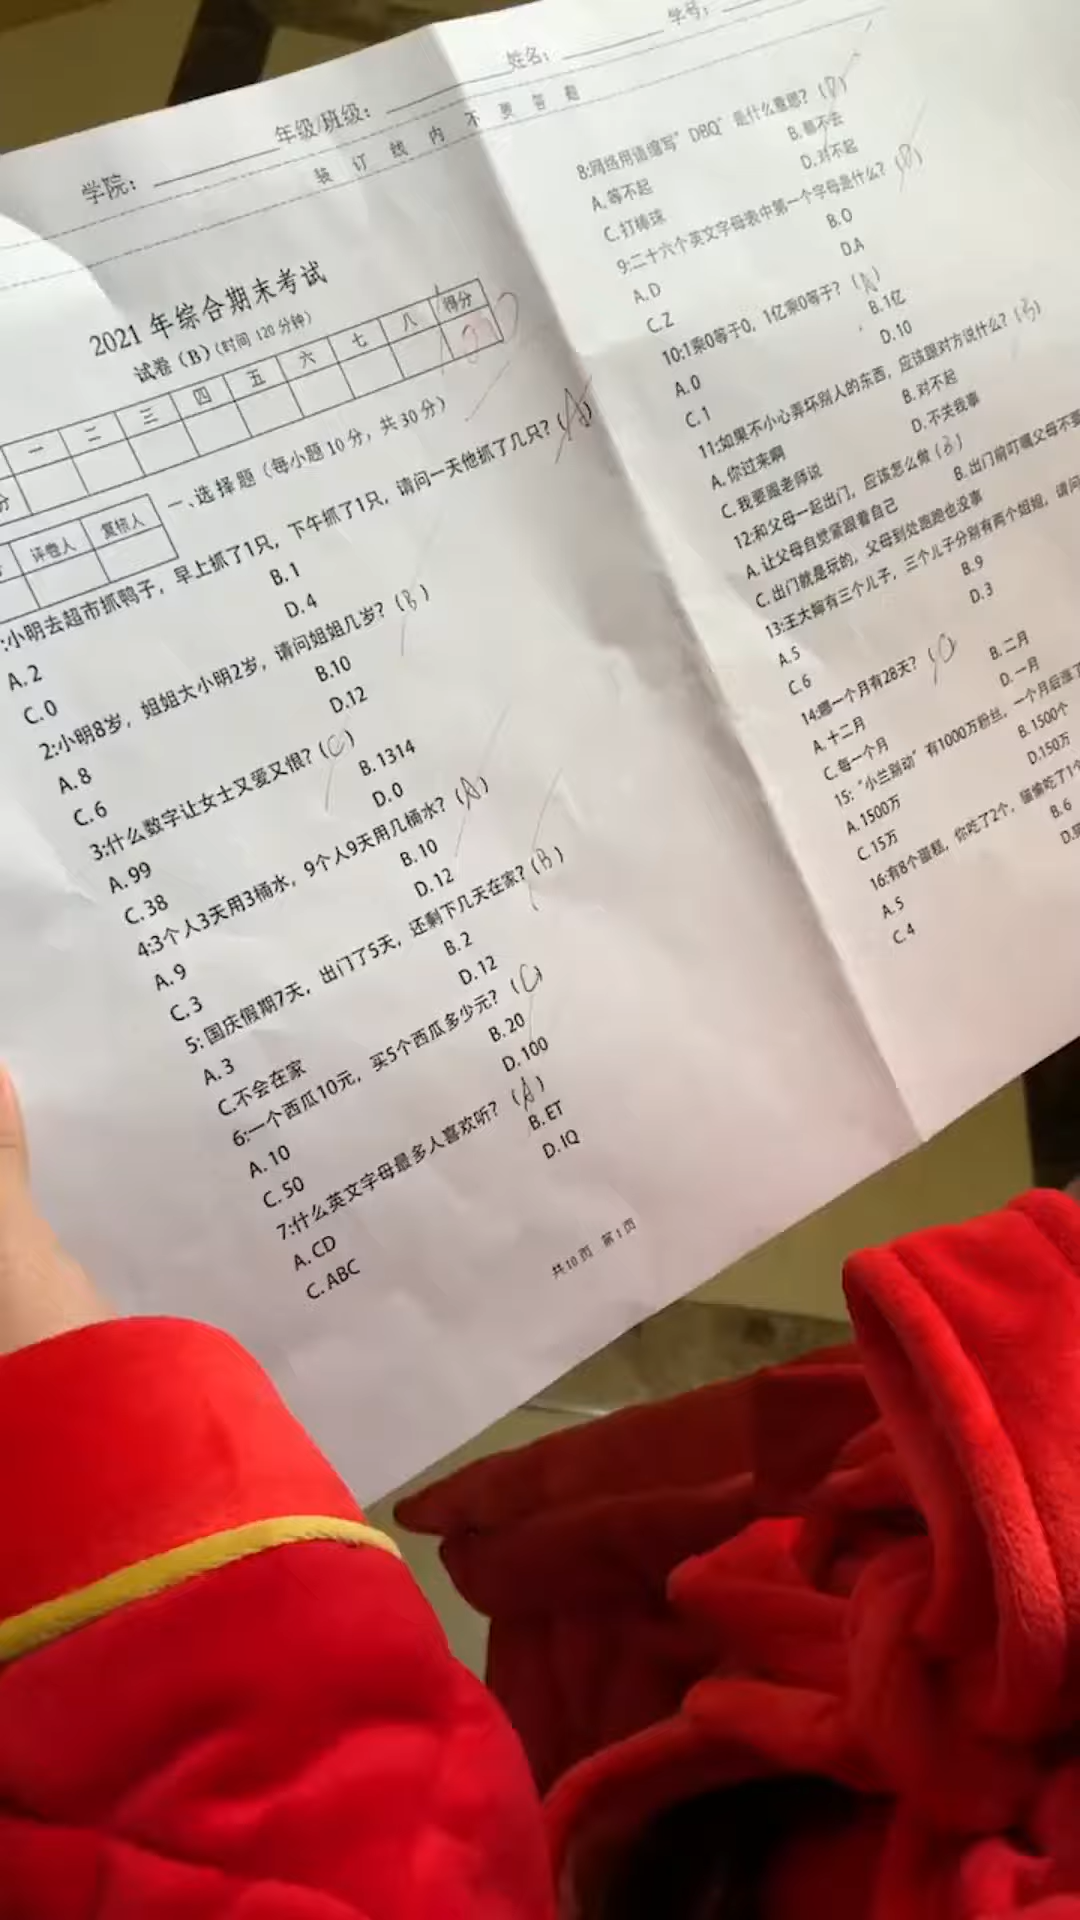 学院：
年级/班级：
姓名：
学号：
装 订 线 内 不 要 答 题
2021 年综合期末考试
试卷（B）(时间 120 分钟)
一 二 三 四 五 六 七 八 得分
分 100
评卷人 复核人
一、选择题（每小题 10 分，共 30 分）
:小明去超市抓鸭子，早上抓了1只，下午抓了1只，请问一天他抓了几只？（A）
A. 2 B. 1
C. 0 D. 4
2:小明8岁，姐姐大小明2岁，请问姐姐几岁？（B）
A. 8 B.10
C. 6 D.12
3:什么数字让女士又爱又恨？（C）
A. 99 B. 1314
C. 38 D. 0
4:3个人3天用3桶水，9个人9天用几桶水？（A）
A. 9 B. 10
C. 3 D. 12
5: 国庆假期7天，出门了5天，还剩下几天在家？（B）
A. 3 B. 2
C.不会在家 D. 12
6:一个西瓜10元，买5个西瓜多少元？（C）
A. 10 B. 20
C. 50 D. 100
7:什么英文字母最多人喜欢听？（A）
A. CD B. ET
C. ABC D. IQ
共 10 页 第 1 页
8:网络用语缩写”DBQ”是什么意思？（D）
A. 等不起 B. 都不去
C. 打棒球 D. 对不起
9:二十六个英文字母表中第一个字母是什么？（D）
A. D B. O
C. Z D.A
10:1乘0等于0，1亿乘0等于？（A）
A. 0 B.1亿
C. 1 D. 10
11:如果不小心弄坏别人的东西，应该跟对方说什么？（B）
A. 你过来啊 B. 对不起
C. 我要跟老师说 D. 不关我事
12:和父母一起出门，应该怎么做（B）
A. 让父母自觉紧跟着自己 B. 出门前叮嘱父母不要
C. 出门就是玩的，父母到处跑跑也没事
13:王大婶有三个儿子，三个儿子分别有两个姐姐，请问
A. 5 B. 9
C. 6 D. 3
14:哪一个月有28天？（C）
A. 十二月 B. 二月
C. 每一个月 D. 一月
15: “小兰别动”有1000万粉丝，一个月后涨了
A. 1500万 B. 1500个
C.15万 D.150万
16:有8个蛋糕，你吃了2个，猫偷吃了1个
A. 5 B. 6
C. 4